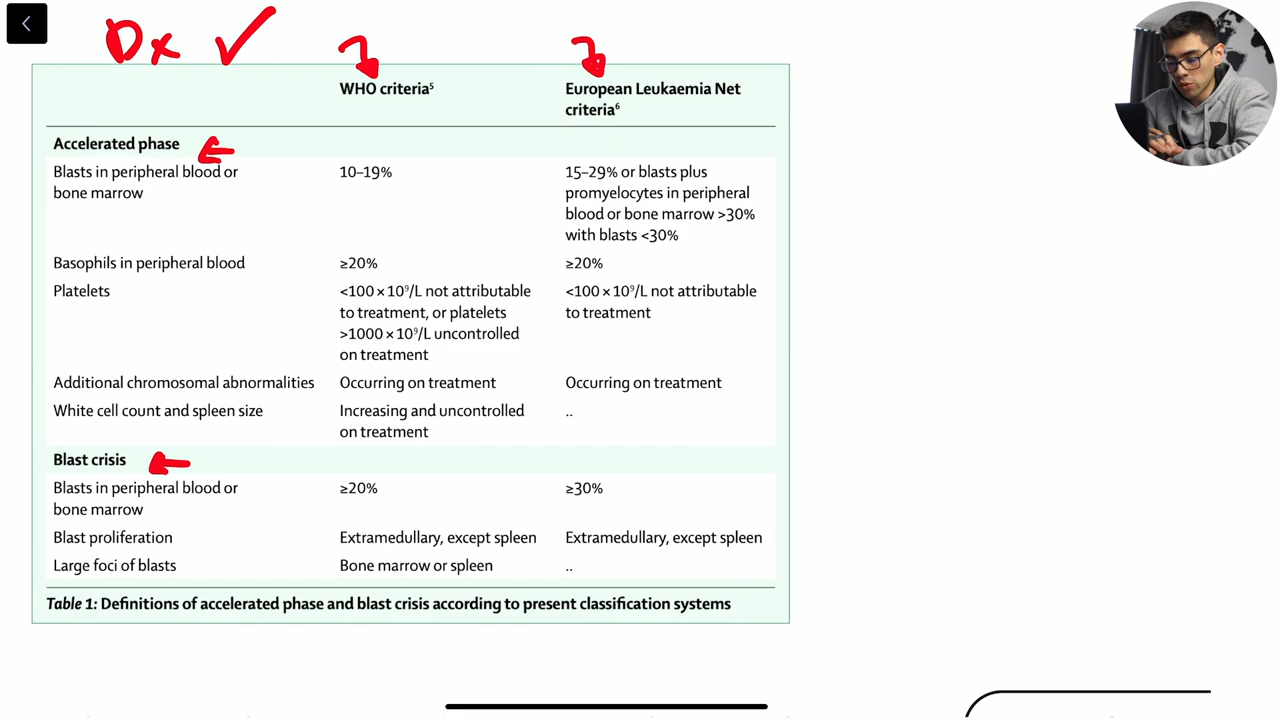 Dx ✓
WHO criteria⁵
European Leukaemia Net
criteria⁶
Accelerated phase
Blasts in peripheral blood or
bone marrow
10–19%
15–29% or blasts plus
promyelocytes in peripheral
blood or bone marrow >30%
with blasts <30%
Basophils in peripheral blood
≥20%
≥20%
Platelets
<100 × 10⁹/L not attributable
to treatment, or platelets
>1000 × 10⁹/L uncontrolled
on treatment
<100 × 10⁹/L not attributable
to treatment
Additional chromosomal abnormalities
Occurring on treatment
Occurring on treatment
White cell count and spleen size
Increasing and uncontrolled
on treatment
..
Blast crisis
Blasts in peripheral blood or
bone marrow
≥20%
≥30%
Blast proliferation
Extramedullary, except spleen
Extramedullary, except spleen
Large foci of blasts
Bone marrow or spleen
..
Table 1: Definitions of accelerated phase and blast crisis according to present classification systems